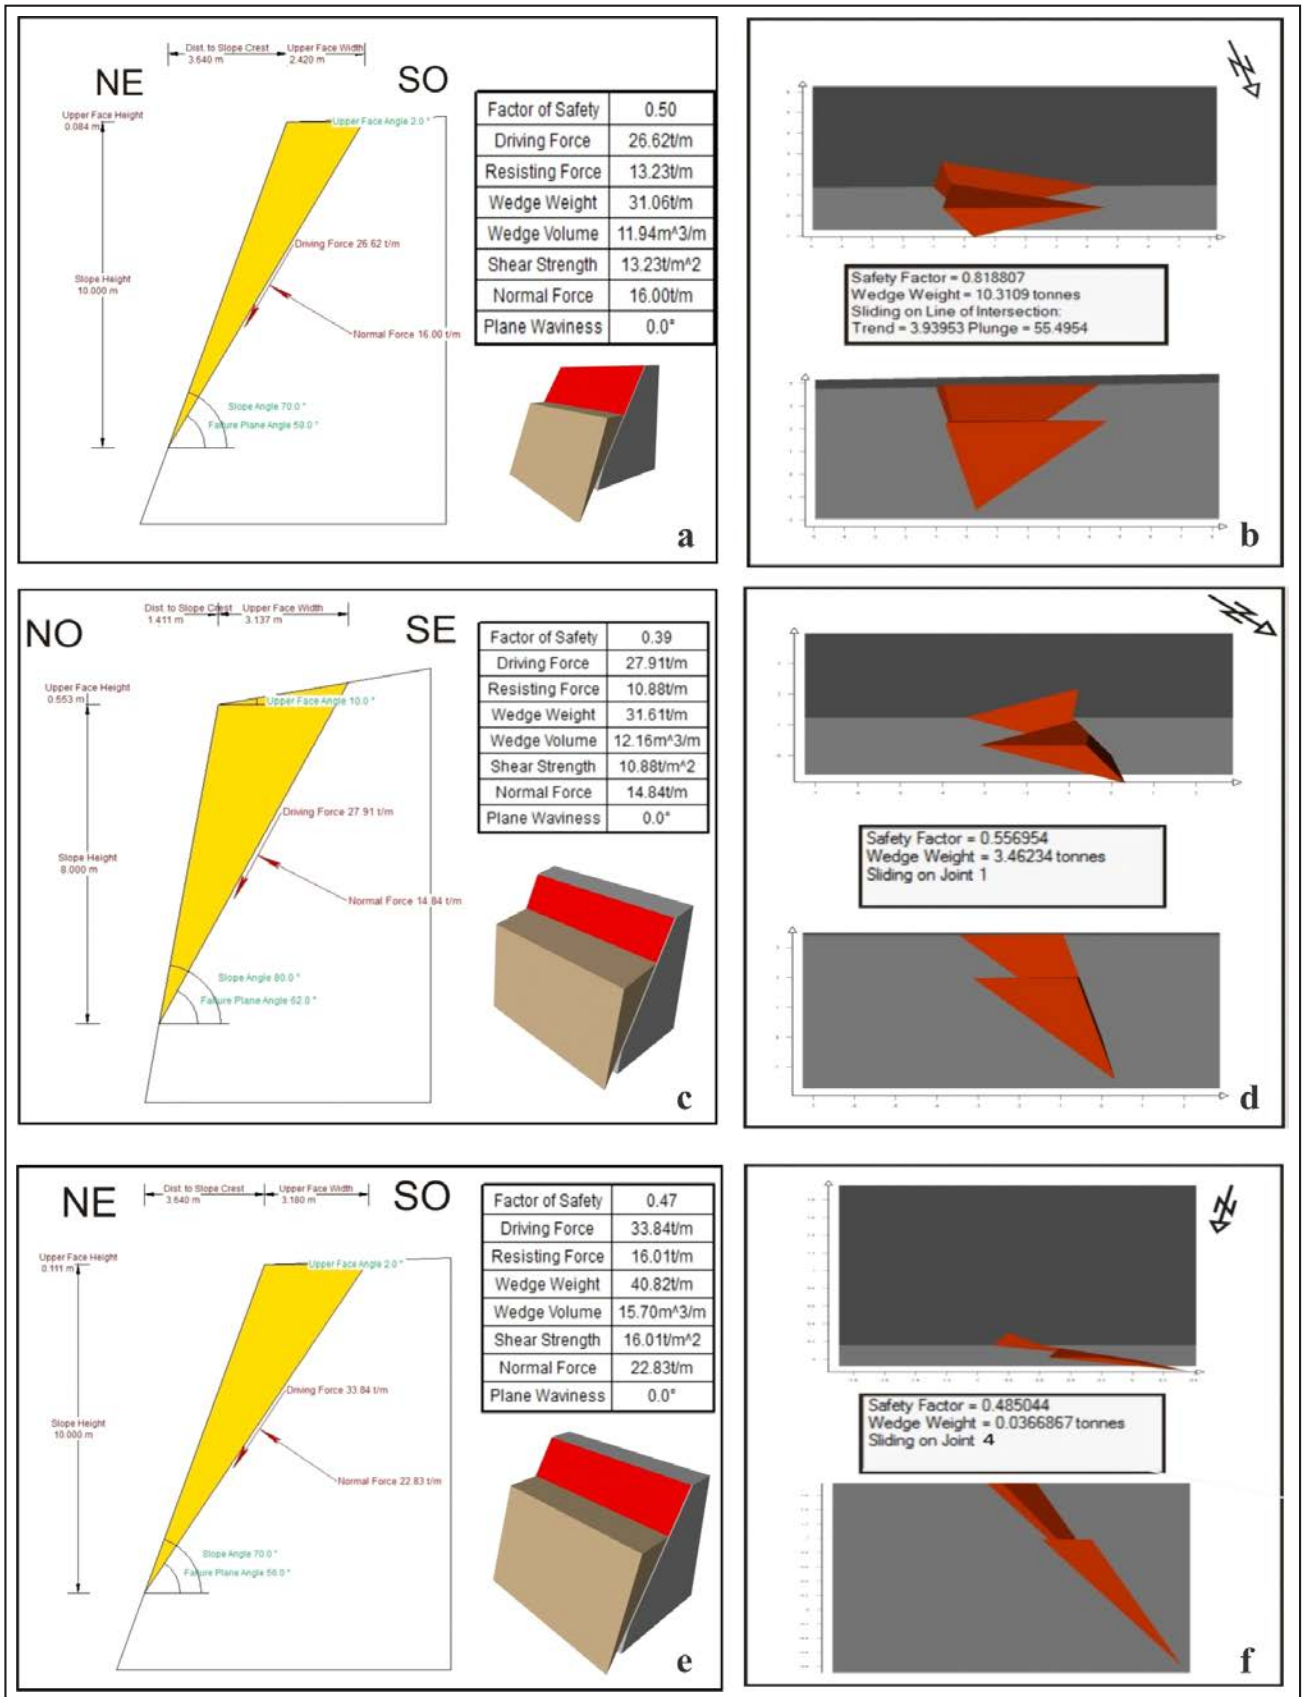 Dist. to Slope Crest Upper Face Width
3.640 m 2.420 m
NE SO
Upper Face Height
0.084 m
Upper Face Angle 2.0 °
Driving Force 26.62 t/m
Slope Height
10.000 m
Normal Force 16.00 t/m
Slope Angle 70.0 °
Failure Plane Angle 59.0 °
Factor of Safety 0.50
Driving Force 26.62t/m
Resisting Force 13.23t/m
Wedge Weight 31.06t/m
Wedge Volume 11.94m^3/m
Shear Strength 13.23t/m^2
Normal Force 16.00t/m
Plane Waviness 0.0°
a
N
Safety Factor = 0.818807
Wedge Weight = 10.3109 tonnes
Sliding on Line of Intersection:
Trend = 3.93953 Plunge = 55.4954
b
Dist. to Slope Crest Upper Face Width
1.411 m 3.137 m
NO SE
Upper Face Height
0.553 m
Upper Face Angle 10.0 °
Driving Force 27.91 t/m
Slope Height
8.000 m
Normal Force 14.84 t/m
Slope Angle 80.0 °
Failure Plane Angle 62.0 °
Factor of Safety 0.39
Driving Force 27.91t/m
Resisting Force 10.88t/m
Wedge Weight 31.61t/m
Wedge Volume 12.16m^3/m
Shear Strength 10.88t/m^2
Normal Force 14.84t/m
Plane Waviness 0.0°
c
N
Safety Factor = 0.556954
Wedge Weight = 3.46234 tonnes
Sliding on Joint 1
d
Dist. to Slope Crest Upper Face Width
3.640 m 3.180 m
NE SO
Upper Face Height
0.111 m
Upper Face Angle 2.0 °
Driving Force 33.84 t/m
Slope Height
10.000 m
Normal Force 22.83 t/m
Slope Angle 70.0 °
Failure Plane Angle 56.0 °
Factor of Safety 0.47
Driving Force 33.84t/m
Resisting Force 16.01t/m
Wedge Weight 40.82t/m
Wedge Volume 15.70m^3/m
Shear Strength 16.01t/m^2
Normal Force 22.83t/m
Plane Waviness 0.0°
e
N
Safety Factor = 0.485044
Wedge Weight = 0.0366867 tonnes
Sliding on Joint 4
f